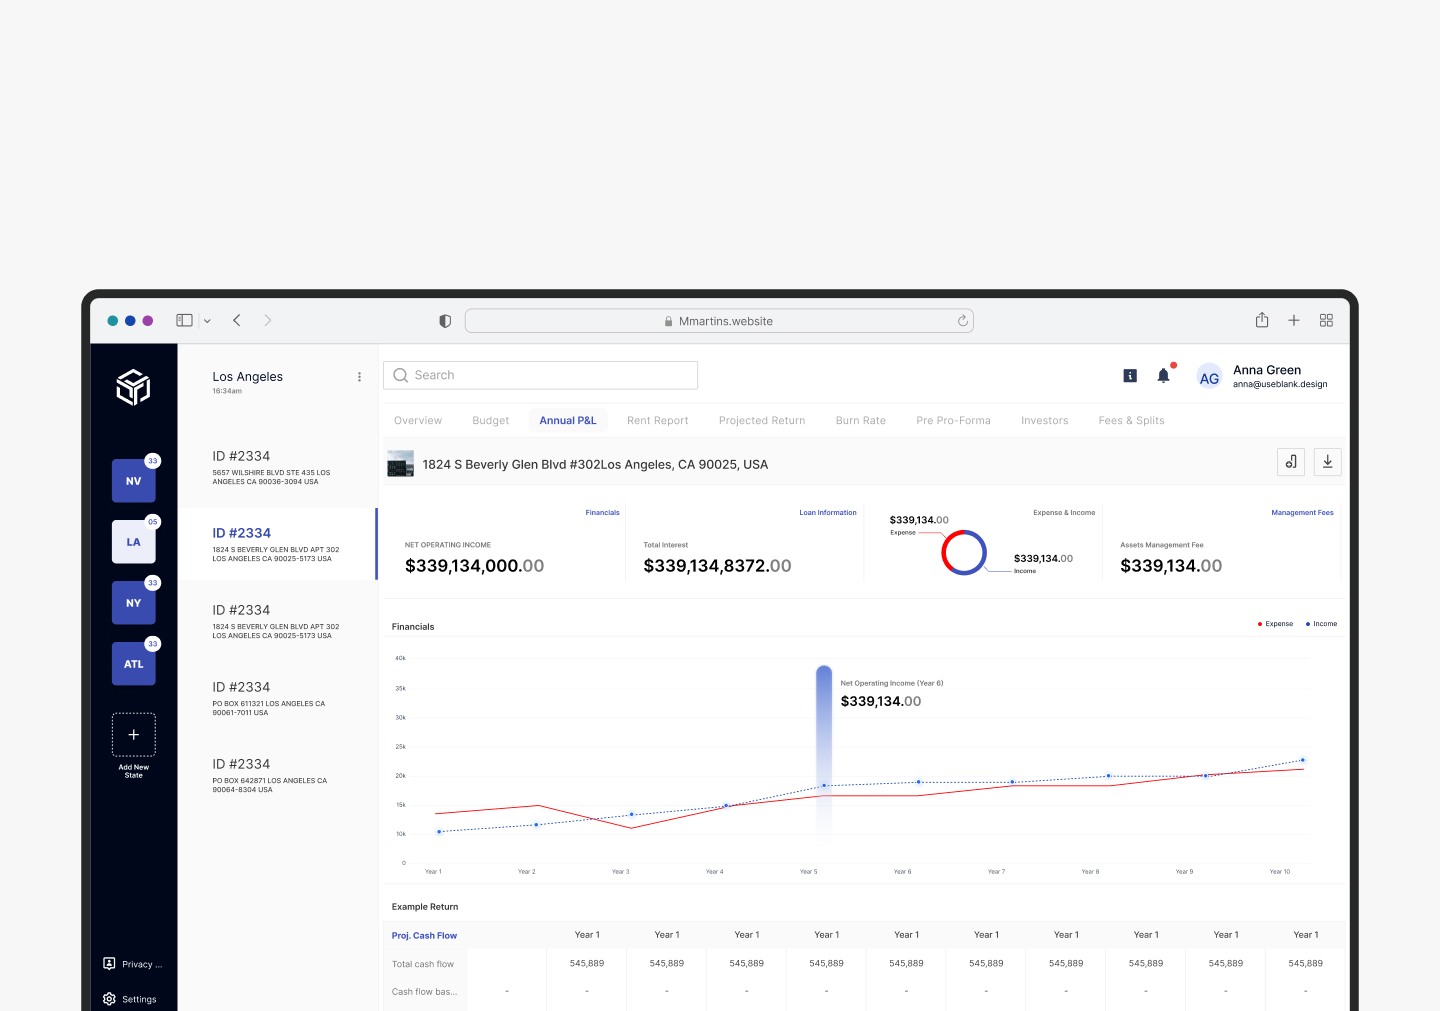 Mmartins.website
Los Angeles
16:34am
Search
AG
Anna Green
anna@useblank.design
Overview
Budget
Annual P&L
Rent Report
Projected Return
Burn Rate
Pre Pro-Forma
Investors
Fees & Splits
33
NV
05
LA
33
NY
33
ATL
+
Add New
State
Privacy ...
Settings
ID #2334
5657 WILSHIRE BLVD STE 435 LOS
ANGELES CA 90036-3094 USA
ID #2334
1824 S BEVERLY GLEN BLVD APT 302
LOS ANGELES CA 90025-5173 USA
ID #2334
1824 S BEVERLY GLEN BLVD APT 302
LOS ANGELES CA 90025-5173 USA
ID #2334
PO BOX 611321 LOS ANGELES CA
90061-7011 USA
ID #2334
PO BOX 642871 LOS ANGELES CA
90064-8304 USA
1824 S Beverly Glen Blvd #302Los Angeles, CA 90025, USA
Financials
NET OPERATING INCOME
$339,134,000.00
Loan Information
Total Interest
$339,134,8372.00
Expense & Income
$339,134.00
Expense
$339,134.00
Income
Management Fees
Assets Management Fee
$339,134.00
Financials
Expense
Income
40k
35k
30k
25k
20k
15k
10k
0
Net Operating Income (Year 6)
$339,134.00
Year 1
Year 2
Year 3
Year 4
Year 5
Year 6
Year 7
Year 8
Year 9
Year 10
Example Return
Proj. Cash Flow Year 1 Year 1 Year 1 Year 1 Year 1 Year 1 Year 1 Year 1 Year 1 Year 1
Total cash flow 545,889 545,889 545,889 545,889 545,889 545,889 545,889 545,889 545,889 545,889
Cash flow bas... - - - - - - - - - - -